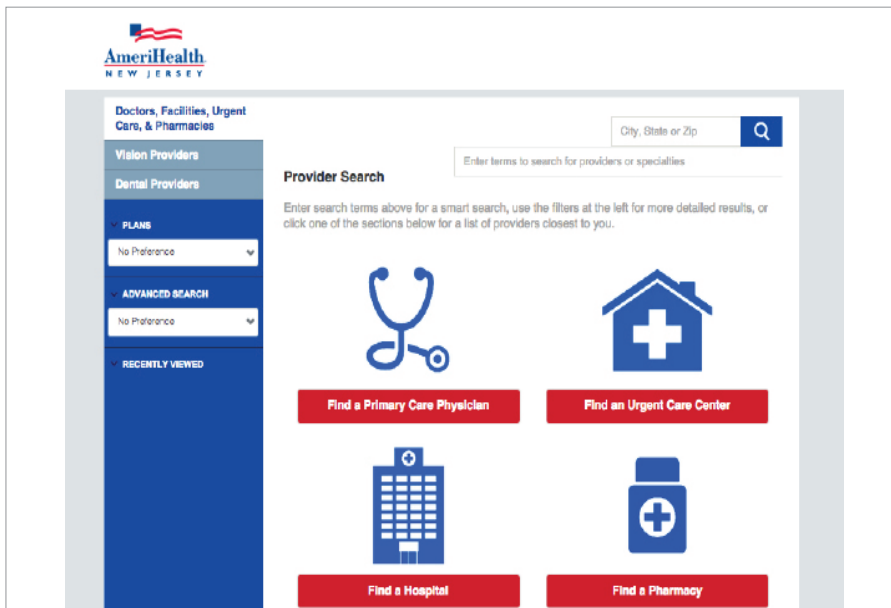 AmeriHealth
NEW JERSEY
Doctors, Facilities, Urgent
Care, & Pharmacies
Vision Providers
Dental Providers
PLANS
No Preference
ADVANCED SEARCH
No Preference
RECENTLY VIEWED
City, State or Zip
Enter terms to search for providers or specialties
Provider Search
Enter search terms above for a smart search, use the filters at the left for more detailed results, or
click one of the sections below for a list of providers closest to you.
Find a Primary Care Physician
Find an Urgent Care Center
Find a Hospital
Find a Pharmacy